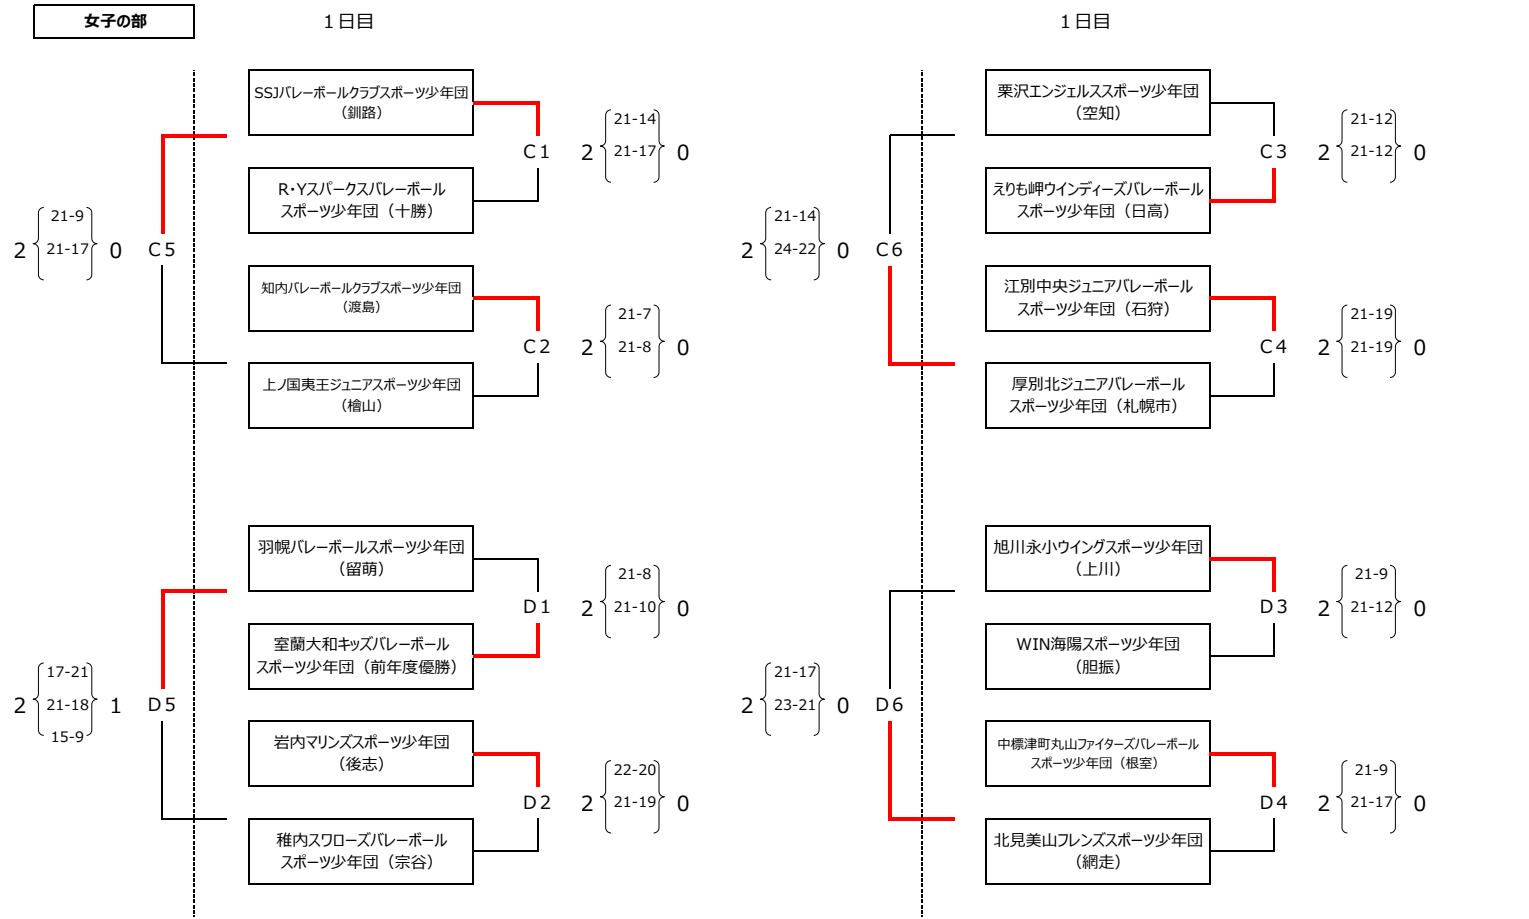 女子の部
1日目
SSJバレーボールクラブスポーツ少年団
（釧路）
C1
2
21-14
21-17
0
R・Yスパークスバレーボール
スポーツ少年団（十勝）
2
21-9
21-17
0
C5
知内バレーボールクラブスポーツ少年団
（渡島）
C2
2
21-7
21-8
0
上ノ国夷王ジュニアスポーツ少年団
（檜山）
羽幌バレーボールスポーツ少年団
（留萌）
D1
2
21-8
21-10
0
室蘭大和キッズバレーボール
スポーツ少年団（前年度優勝）
2
17-21
21-18
15-9
1
D5
岩内マリンズスポーツ少年団
（後志）
D2
2
22-20
21-19
0
稚内スワローズバレーボール
スポーツ少年団（宗谷）
1日目
栗沢エンジェルススポーツ少年団
（空知）
C3
2
21-12
21-12
0
えりも岬ウインディーズバレーボール
スポーツ少年団（日高）
2
21-14
24-22
0
C6
江別中央ジュニアバレーボール
スポーツ少年団（石狩）
C4
2
21-19
21-19
0
厚別北ジュニアバレーボール
スポーツ少年団（札幌市）
旭川永小ウイングスポーツ少年団
（上川）
D3
2
21-9
21-12
0
WIN海陽スポーツ少年団
（胆振）
2
21-17
23-21
0
D6
中標津町丸山ファイターズバレーボール
スポーツ少年団（根室）
D4
2
21-9
21-17
0
北見美山フレンズスポーツ少年団
（網走）